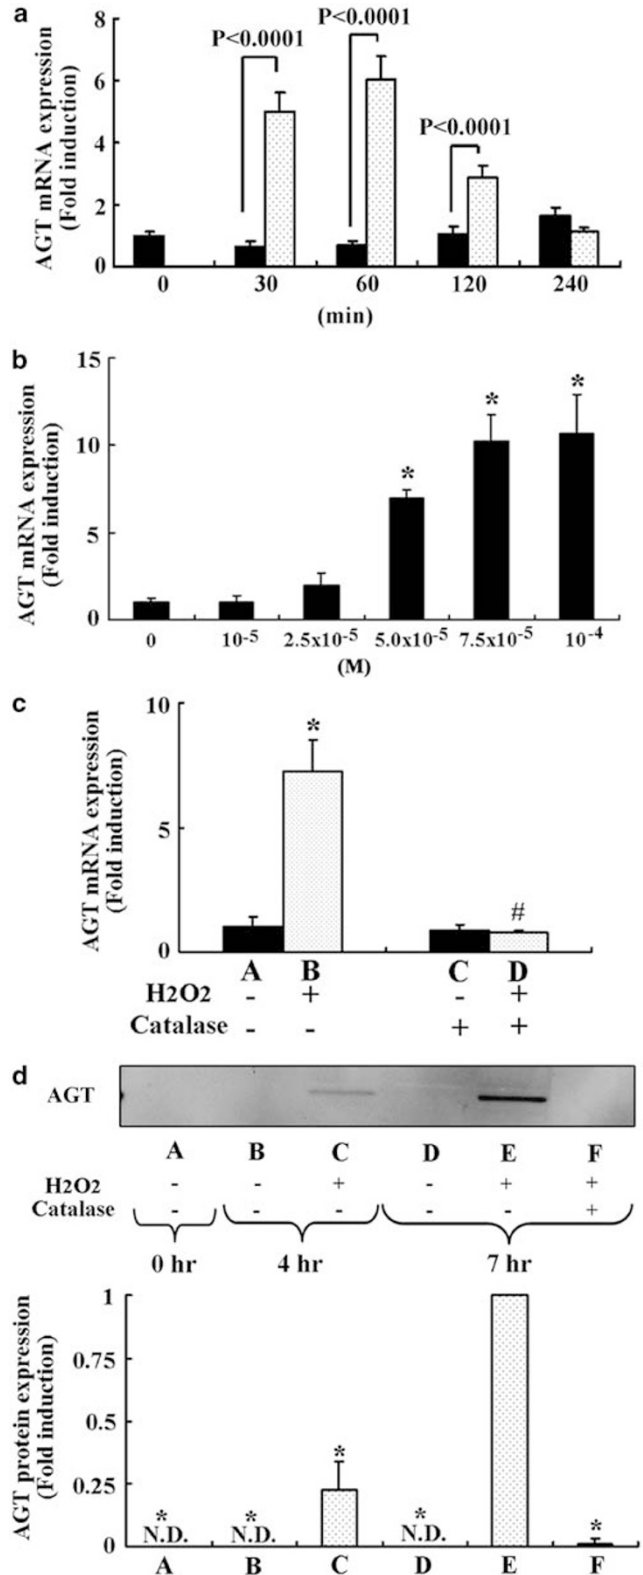 a
AGT mRNA expression
(Fold induction)
8
6
4
2
0
P<0.0001
P<0.0001
P<0.0001
0 30 60 120 240
(min)
b
AGT mRNA expression
(Fold induction)
15
10
5
0
* * *
0 10-5 2.5x10-5 5.0x10-5 7.5x10-5 10-4
(M)
c
AGT mRNA expression
(Fold induction)
10
5
0
* #
A B C D
H2O2 - + - +
Catalase - - + +
d
AGT
A B C D E F
H2O2 - - + - + +
Catalase - - - - - +
0 hr 4 hr 7 hr
AGT protein expression
(Fold induction)
1
0.75
0.5
0.25
0
* * * * *
N.D. N.D. N.D.
A B C D E F